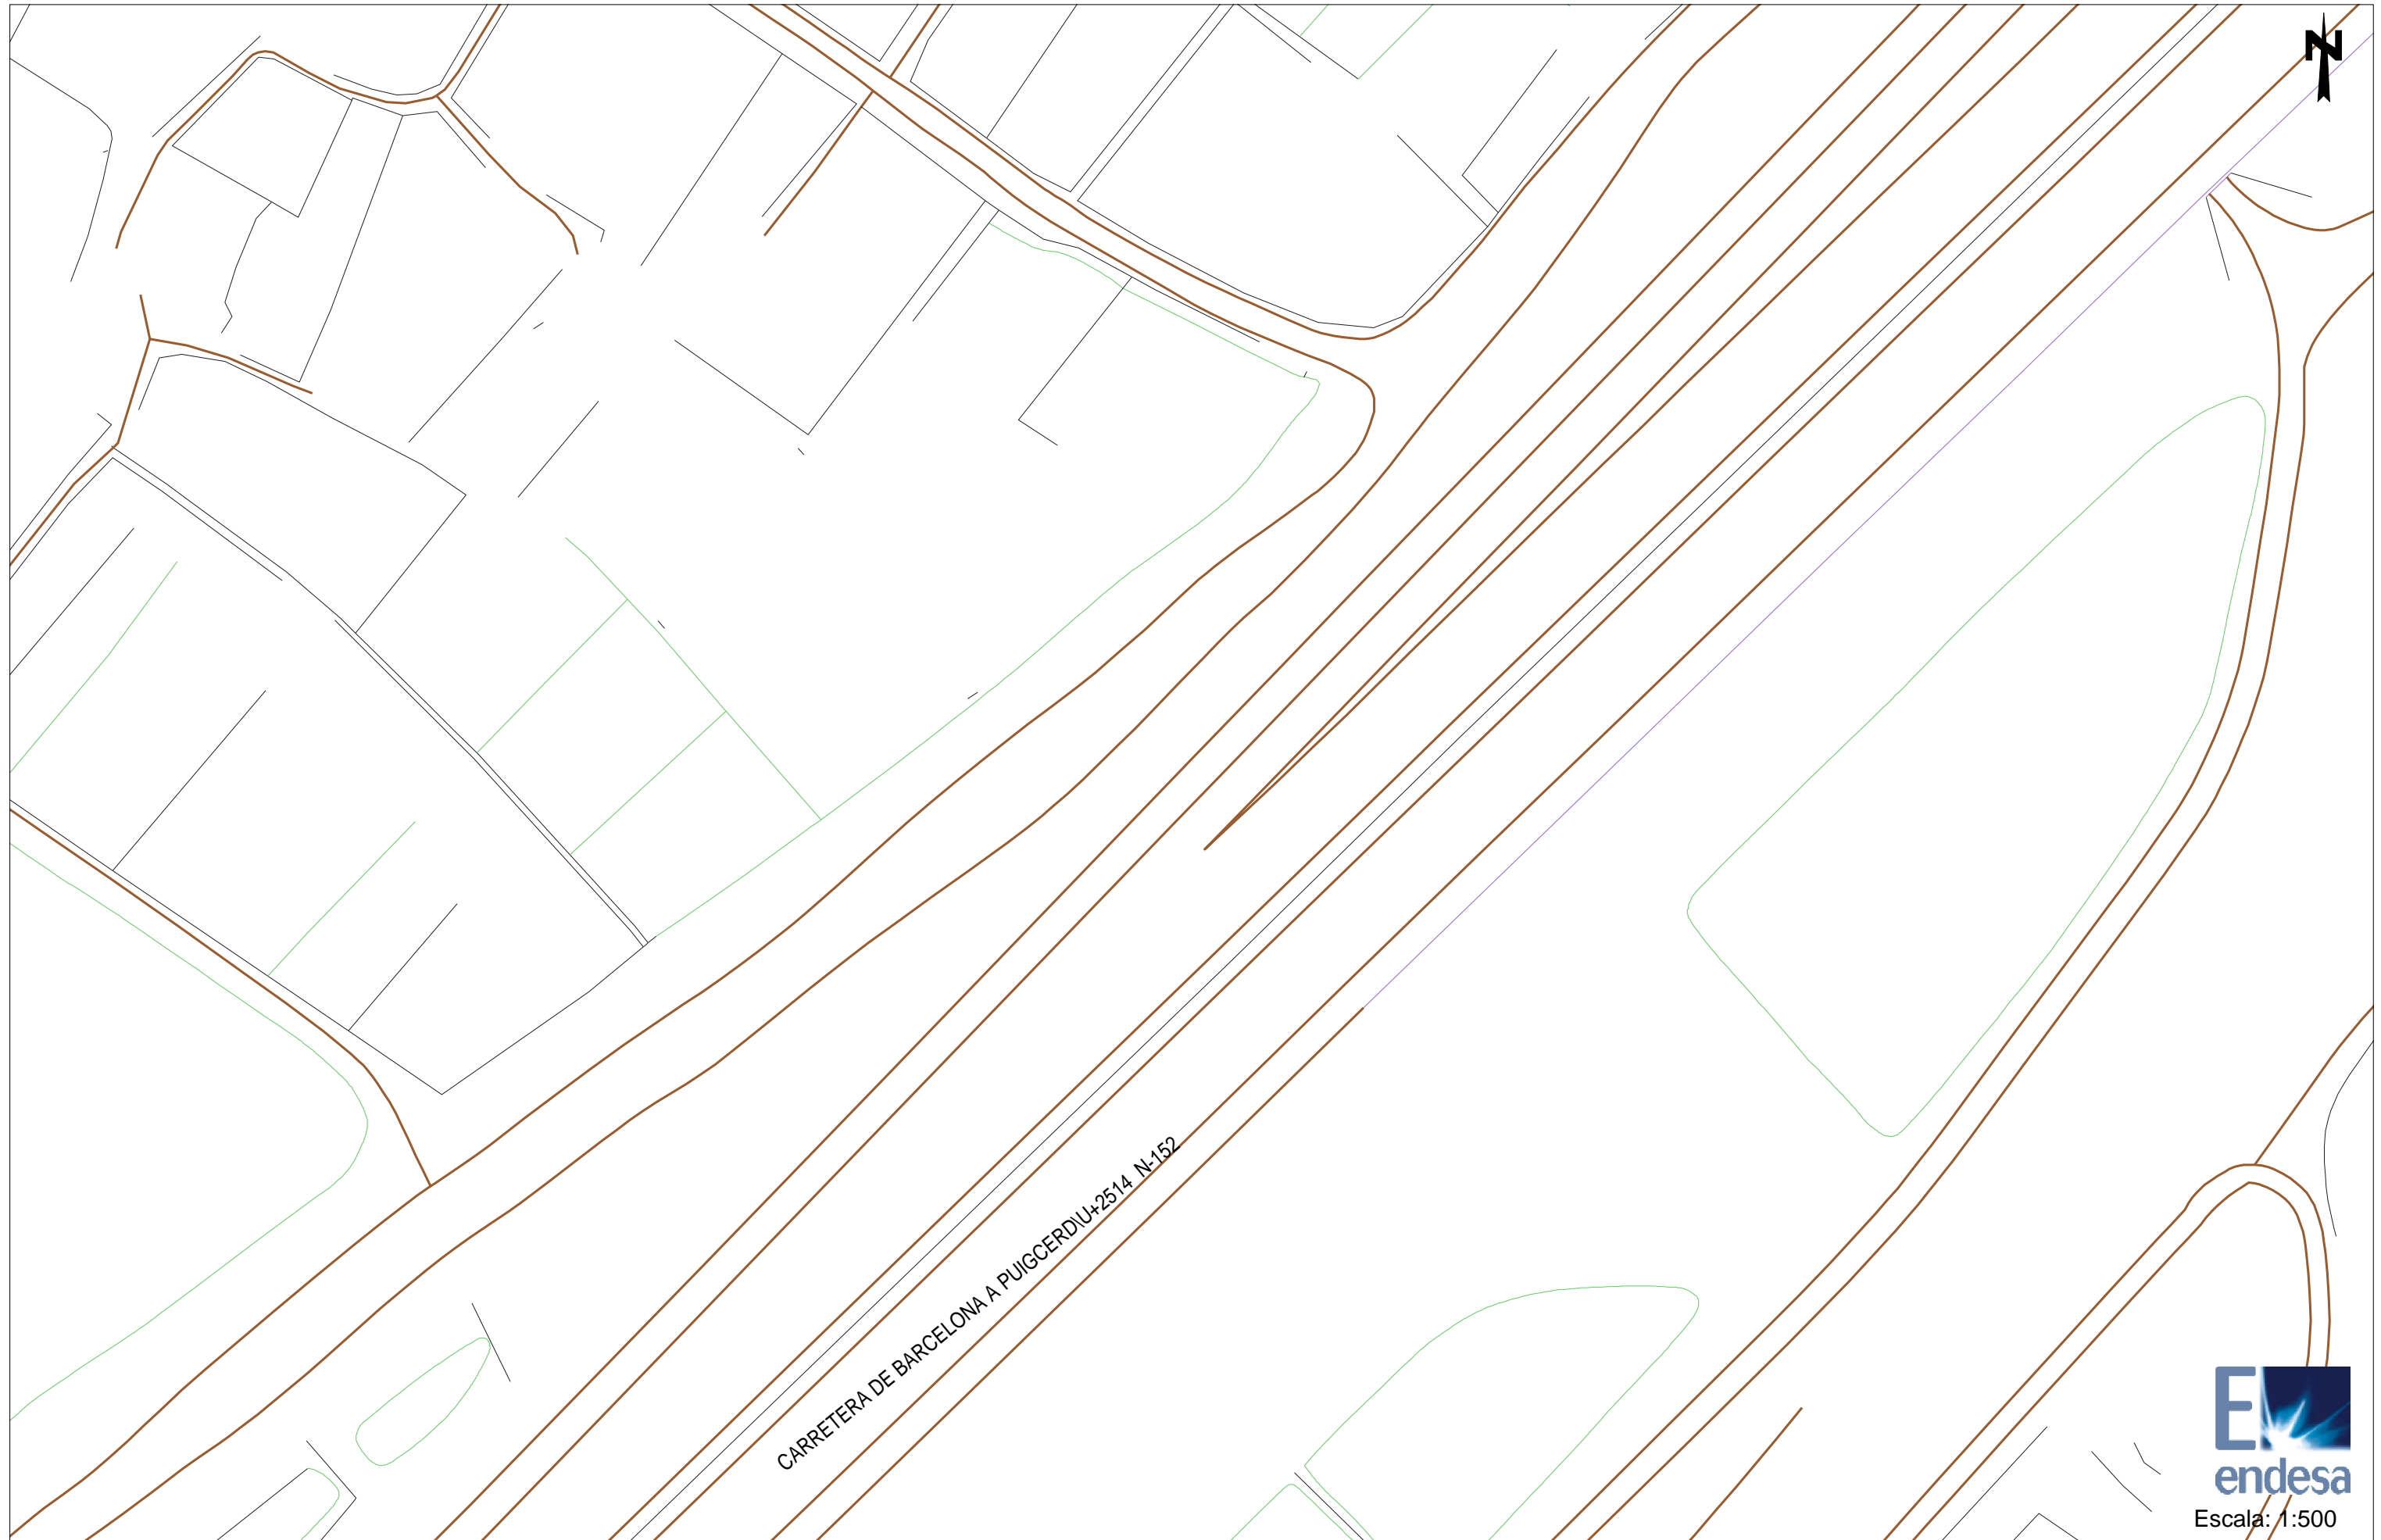 N
CARRETERA DE BARCELONA A PUIGCERD\U+2514 N-152
E
endesa
Escala: 1:500